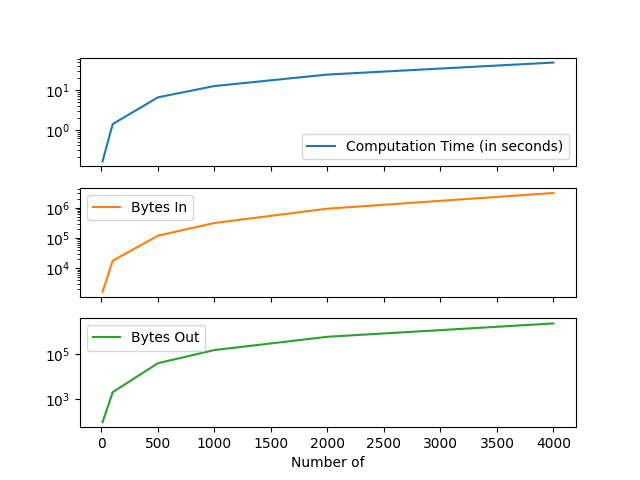 10¹
10⁰
Computation Time (in seconds)
10⁶
10⁵
10⁴
Bytes In
10⁵
10³
Bytes Out
0 500 1000 1500 2000 2500 3000 3500 4000
Number of